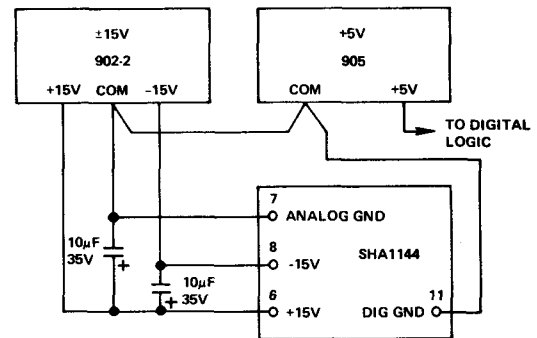 ±15V
902-2
+15V COM -15V
+5V
905
COM +5V
TO DIGITAL
LOGIC
7
ANALOG GND
8
-15V
SHA1144
6
+15V
11
DIG GND
10μF
35V
+
10μF
35V
+